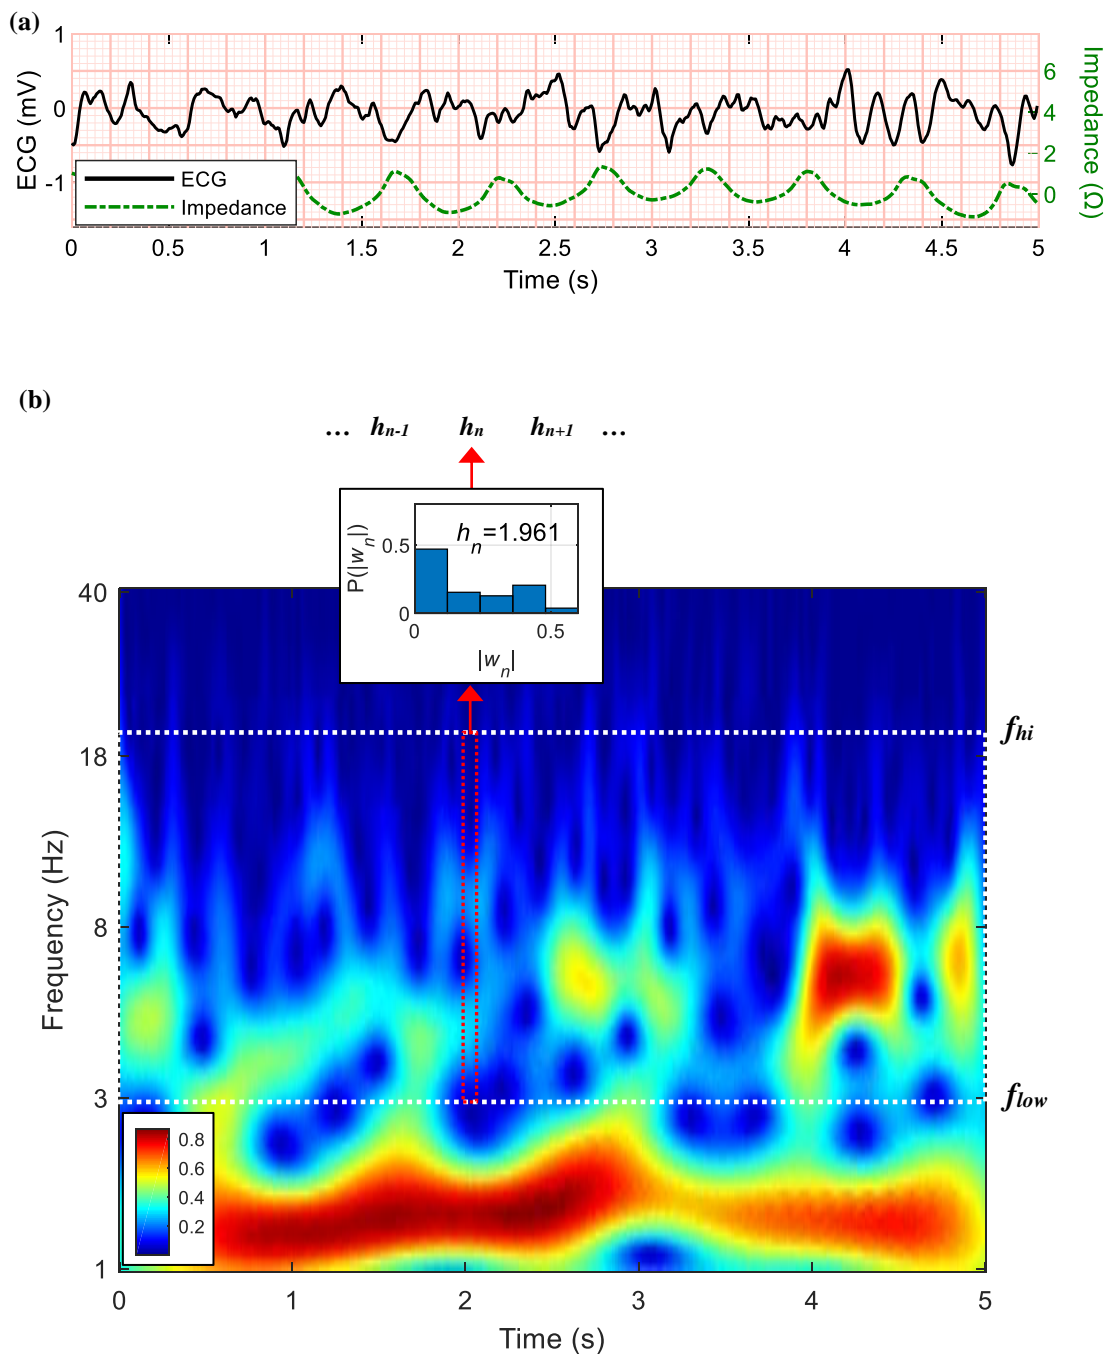 (a)
1
0
-1
ECG (mV)
6
4
2
0
Impedance (Ω)
ECG
Impedance
0 0.5 1 1.5 2 2.5 3 3.5 4 4.5 5
Time (s)
(b)
... hn-1 hn hn+1 ...
P(|wn|)
hn=1.961
0.5
0
0 0.5
|wn|
40
18
8
3
1
Frequency (Hz)
fhi
flow
0.8
0.6
0.4
0.2
0 1 2 3 4 5
Time (s)